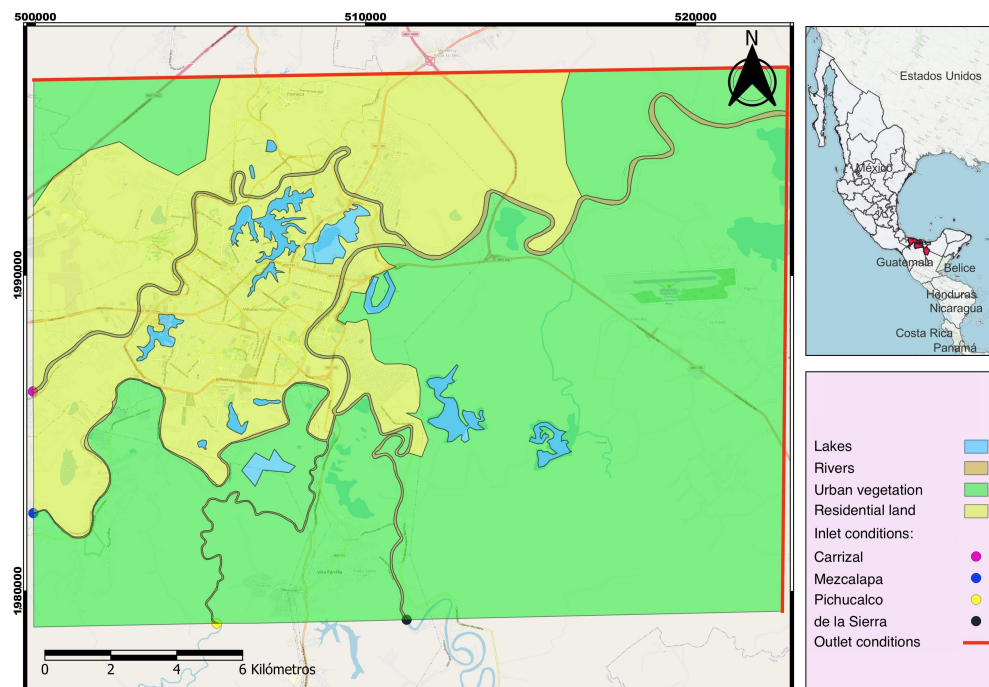 500000
510000
520000
N
1990000
1980000
0 2 4 6 Kilómetros
Estados Unidos
México
Guatemala
Belice
Honduras
Nicaragua
Costa Rica
Panamá
Lakes
Rivers
Urban vegetation
Residential land
Inlet conditions:
Carrizal
Mezcalapa
Pichucalco
de la Sierra
Outlet conditions